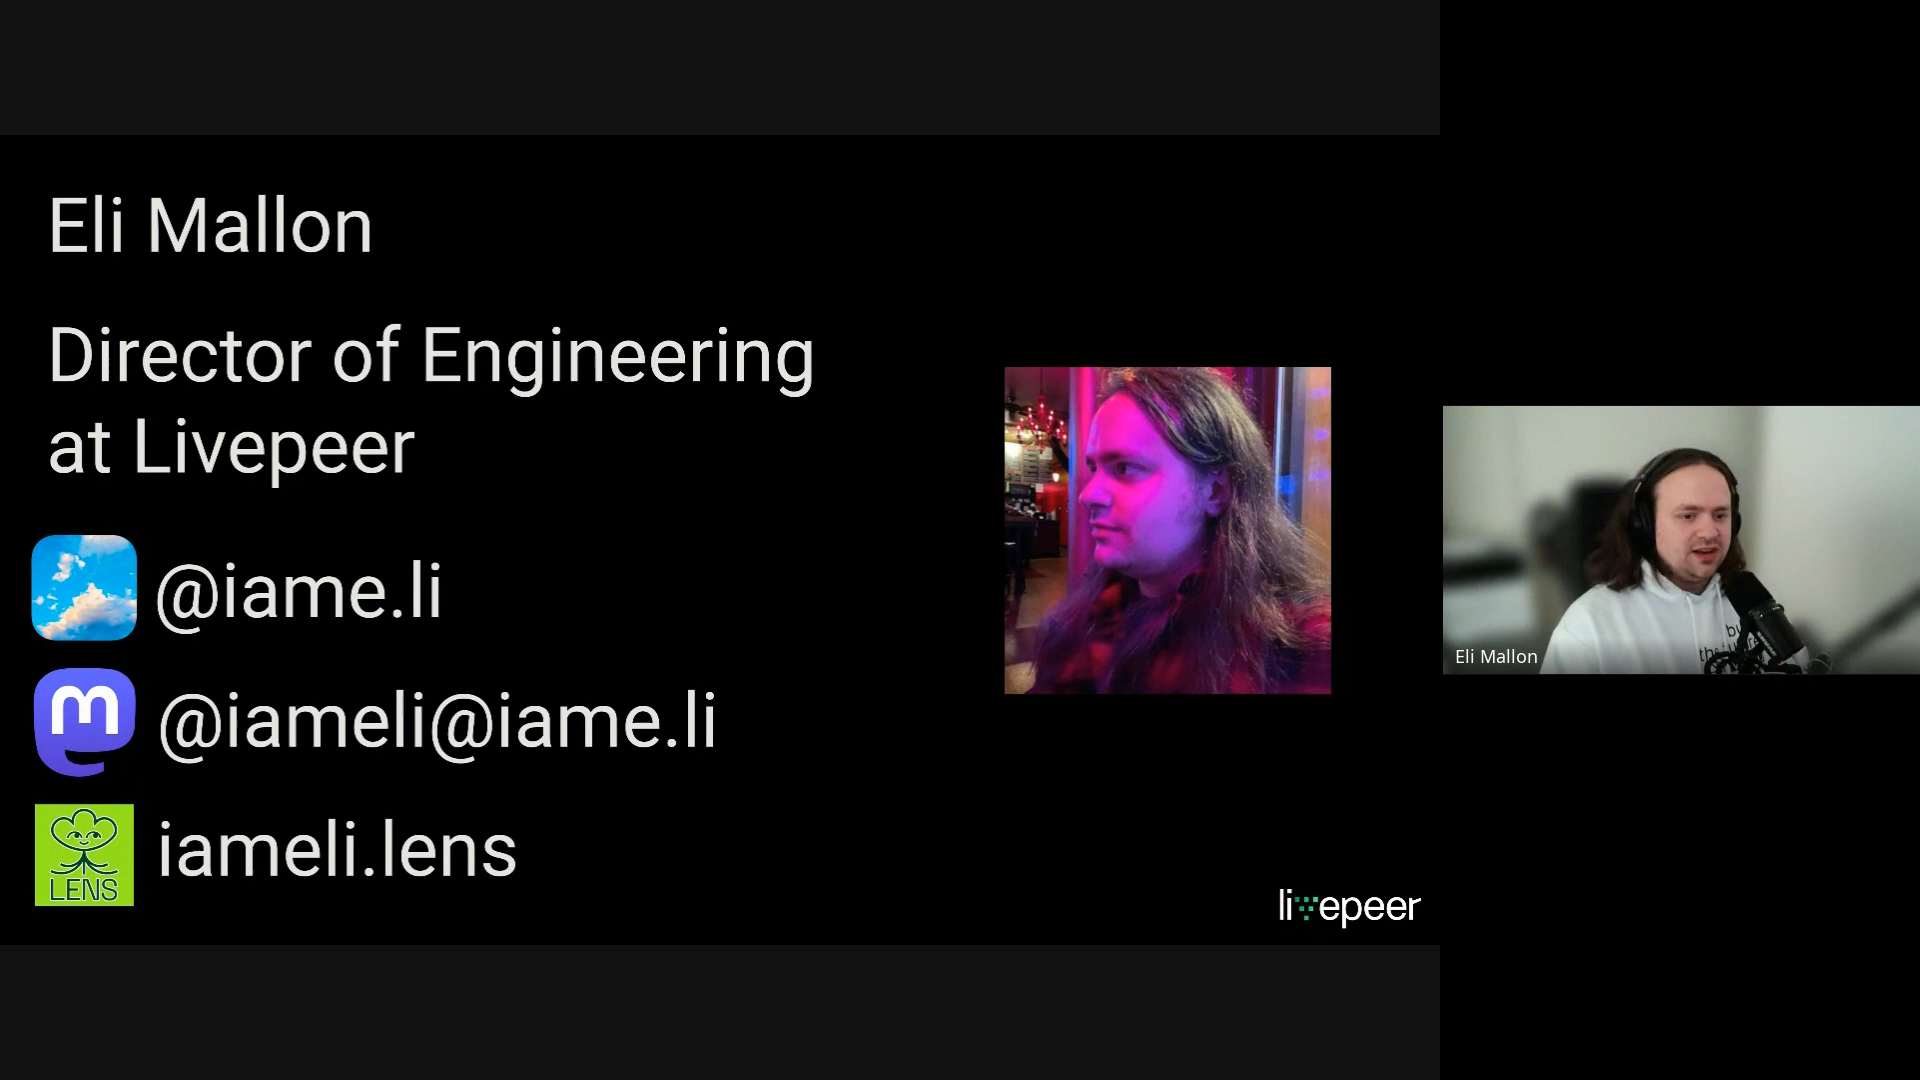 Eli Mallon
Director of Engineering
at Livepeer
@iame.li
@iameli@iame.li
LENS
iameli.lens
livepeer
Eli Mallon